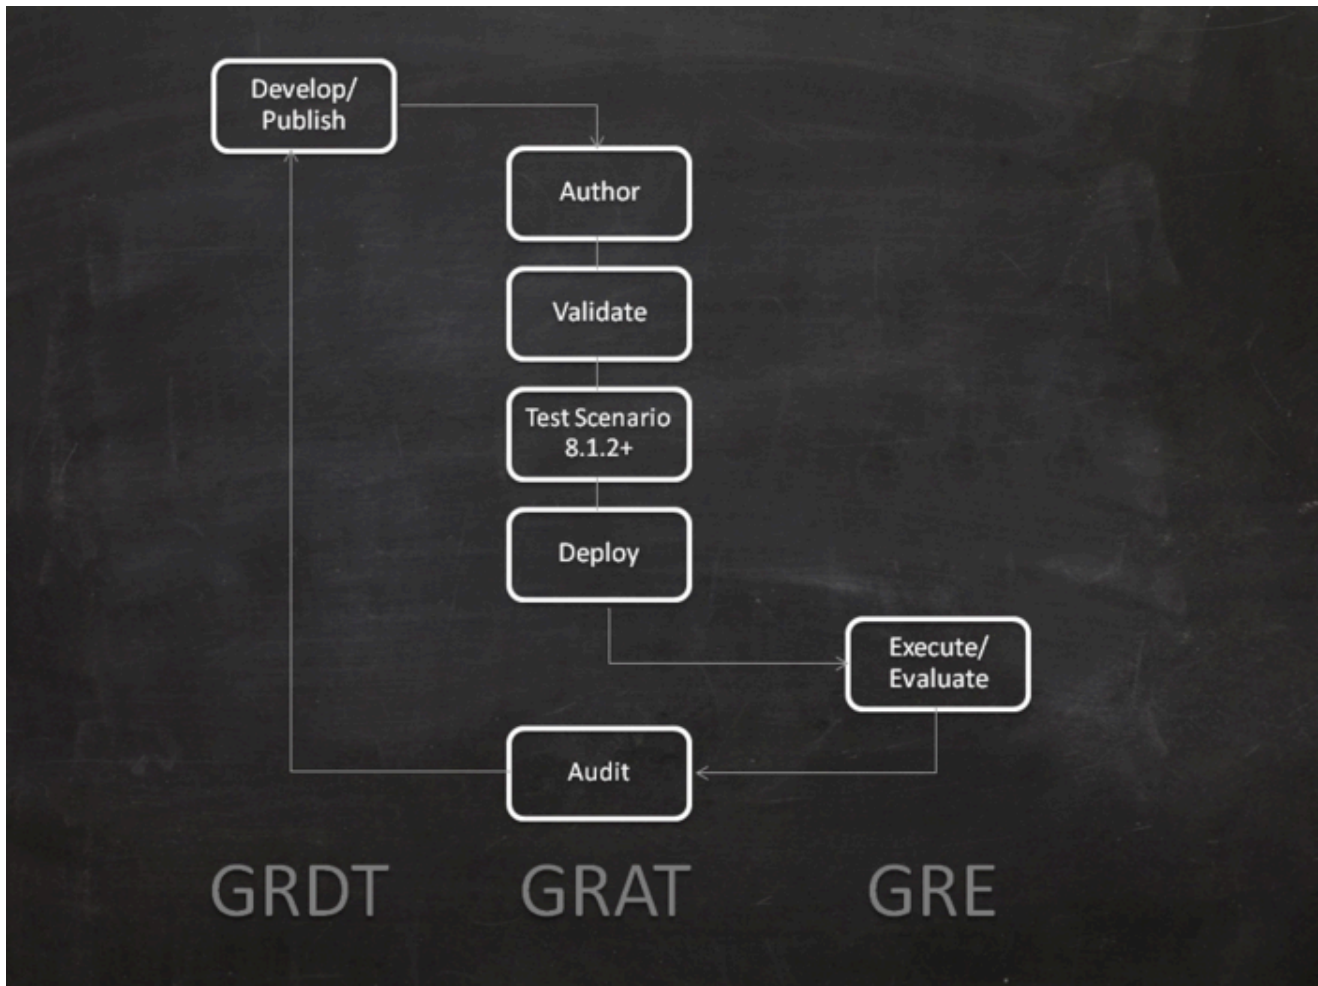 Develop/
Publish
Author
Validate
Test Scenario
8.1.2+
Deploy
Execute/
Evaluate
Audit
GRDT
GRAT
GRE